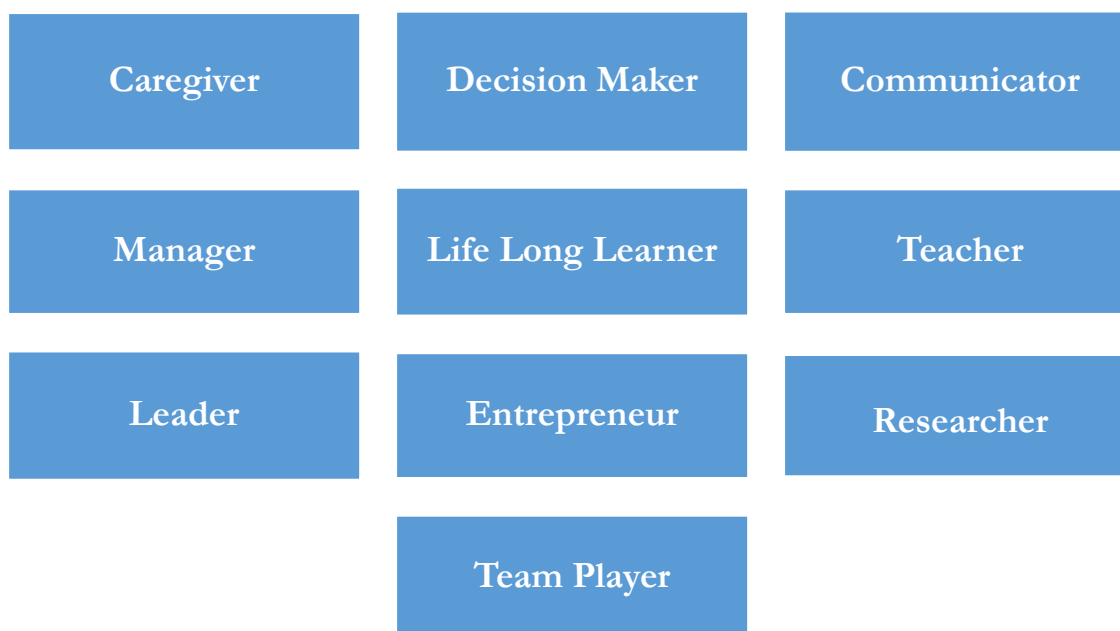 Caregiver
Decision Maker
Communicator
Manager
Life Long Learner
Teacher
Leader
Entrepreneur
Researcher
Team Player